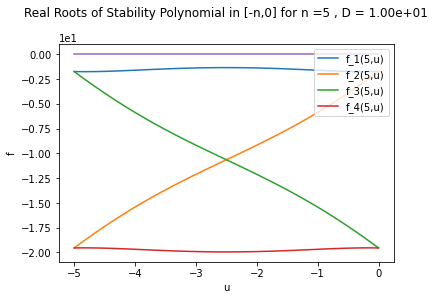 Real Roots of Stability Polynomial in [-n,0] for n =5 , D = 1.00e+01
1e1
0.00
−0.25
−0.50
−0.75
−1.00
−1.25
−1.50
−1.75
−2.00
f
f_1(5,u)
f_2(5,u)
f_3(5,u)
f_4(5,u)
−5 −4 −3 −2 −1 0
u